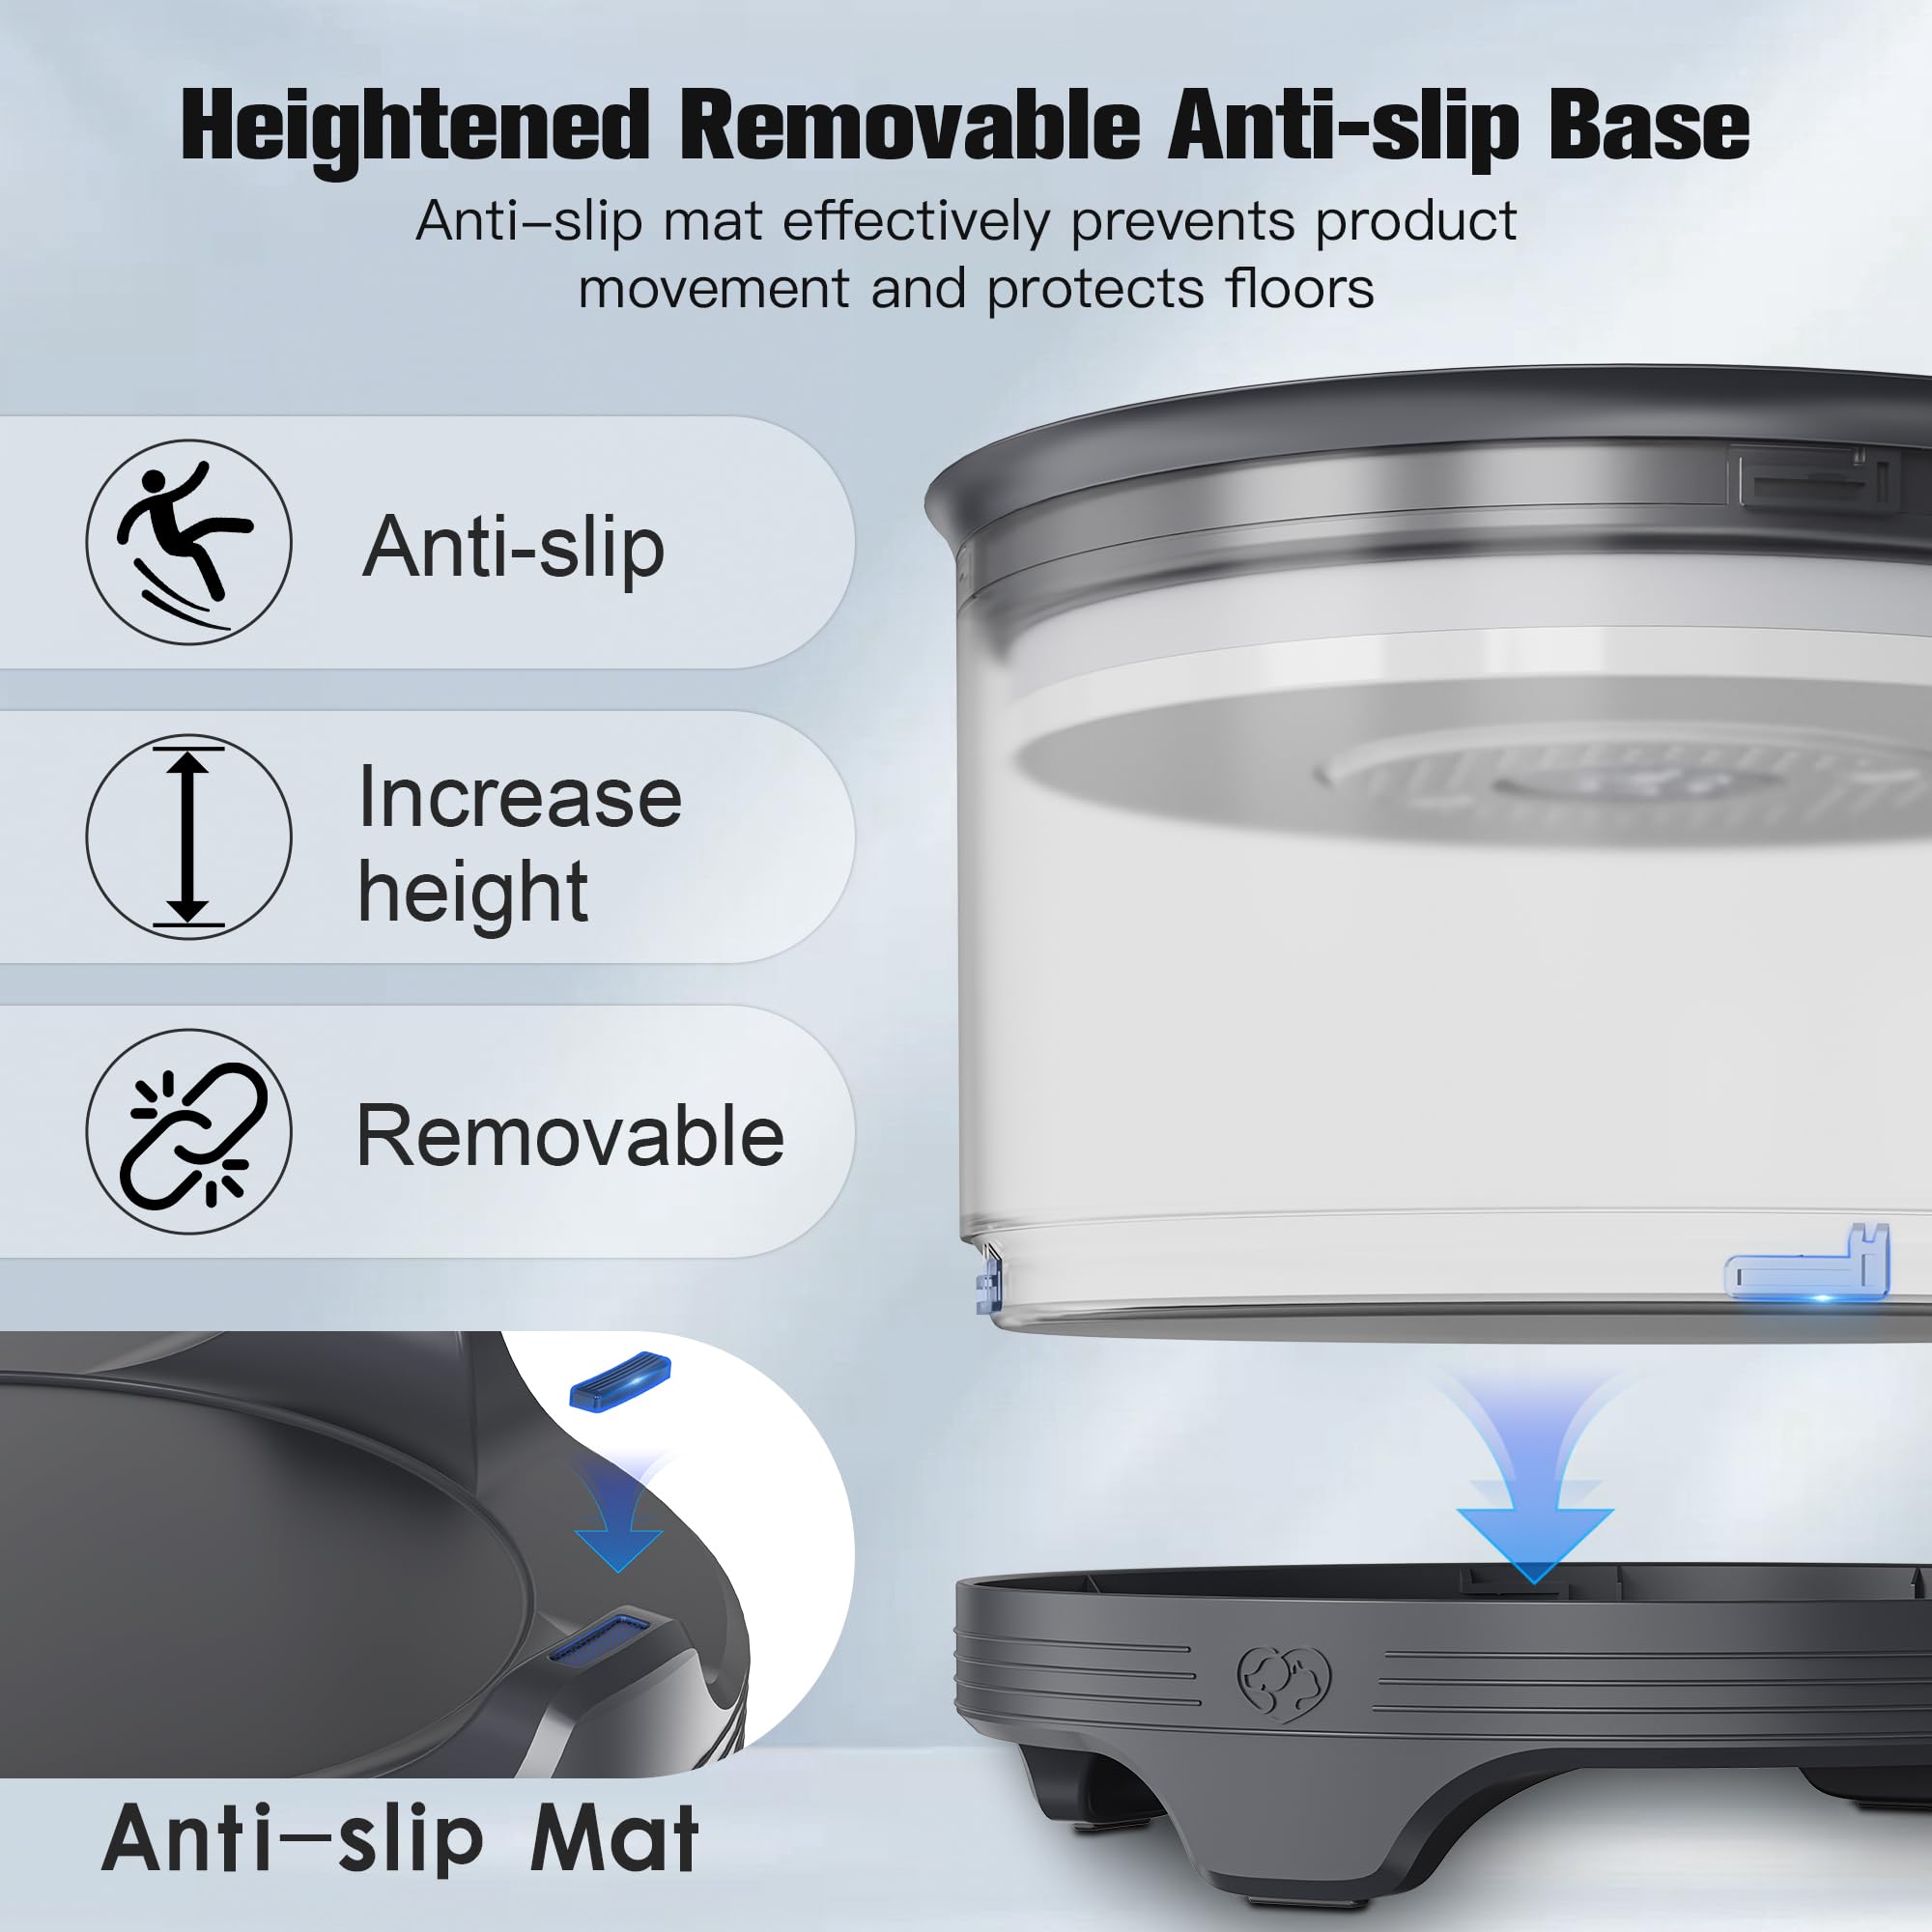 Heightened Removable Anti-slip Base
Anti-slip mat effectively prevents product
movement and protects floors
Anti-slip
Increase
height
Removable
Anti-slip Mat